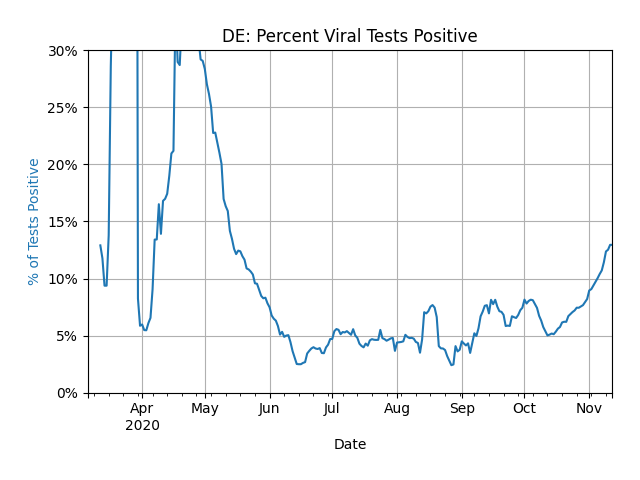 DE: Percent Viral Tests Positive
30%
25%
20%
15%
10%
5%
0%
% of Tests Positive
Apr May Jun Jul Aug Sep Oct Nov
2020
Date